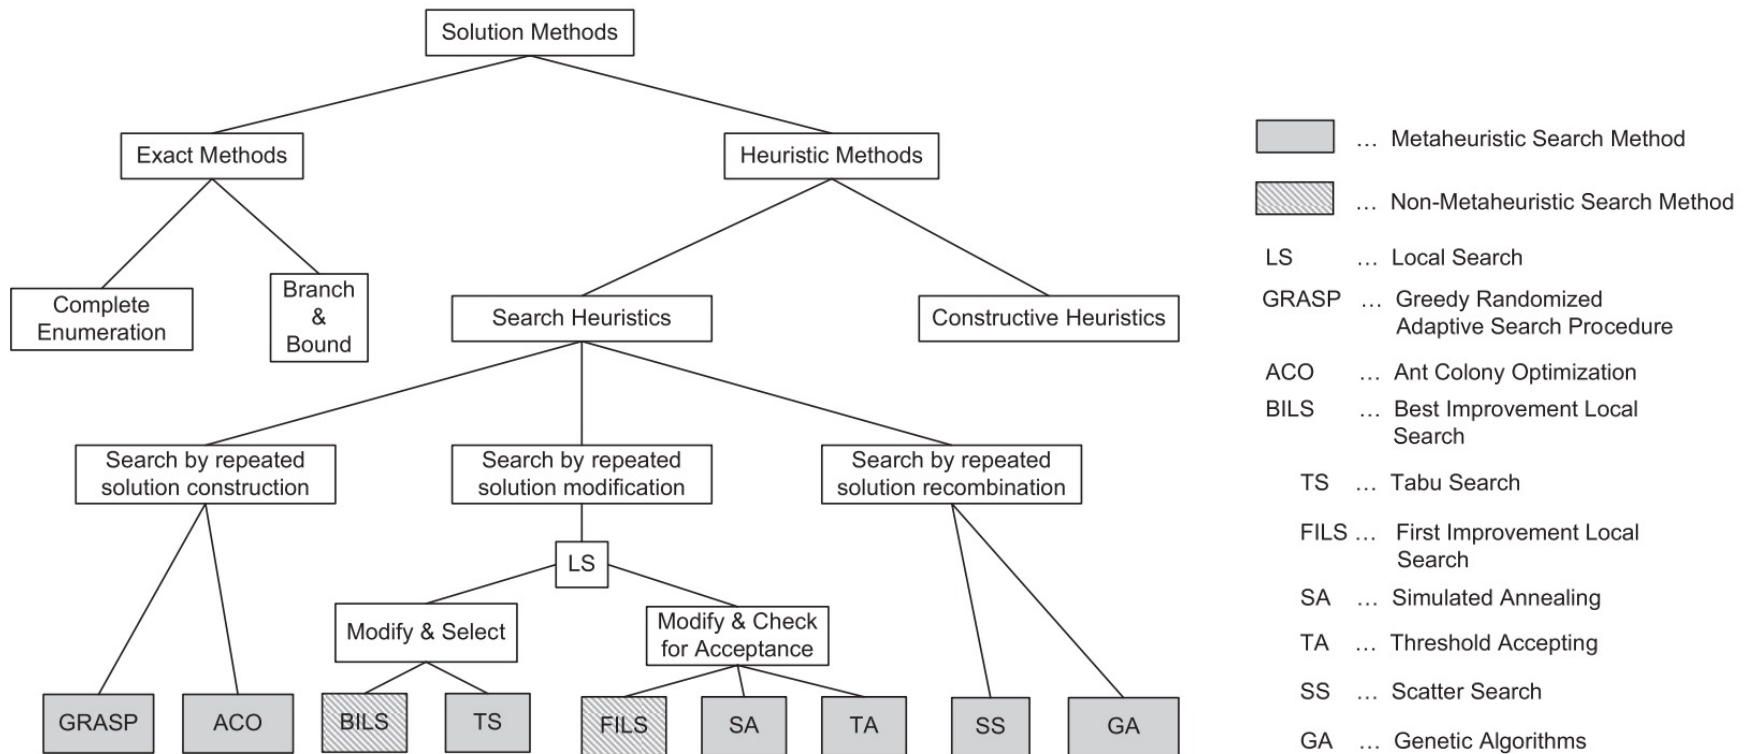 Solution Methods
Exact Methods
Heuristic Methods
Complete
Enumeration
Branch
&
Bound
Search Heuristics
Constructive Heuristics
Search by repeated
solution construction
Search by repeated
solution modification
Search by repeated
solution recombination
LS
Modify & Select
Modify & Check
for Acceptance
GRASP
ACO
BILS
TS
FILS
SA
TA
SS
GA
... Metaheuristic Search Method
... Non-Metaheuristic Search Method
LS ... Local Search
GRASP ... Greedy Randomized
Adaptive Search Procedure
ACO ... Ant Colony Optimization
BILS ... Best Improvement Local
Search
TS ... Tabu Search
FILS ... First Improvement Local
Search
SA ... Simulated Annealing
TA ... Threshold Accepting
SS ... Scatter Search
GA ... Genetic Algorithms